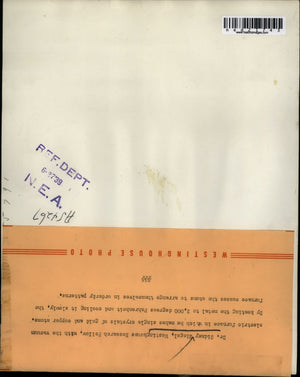 REF. DEPT.
N. E. A.
WESTINGHOUSE PHOTO
Dr. Sidney Siegel, Westinghouse Research Fellow, with the vacuum
electric furnace in which he makes single crystals of gold and copper atoms
by heating the metal to 2,000 degrees Fahrenheit and cooling it slowly, the
furnace causes the atoms to arrange themselves in orderly patterns.